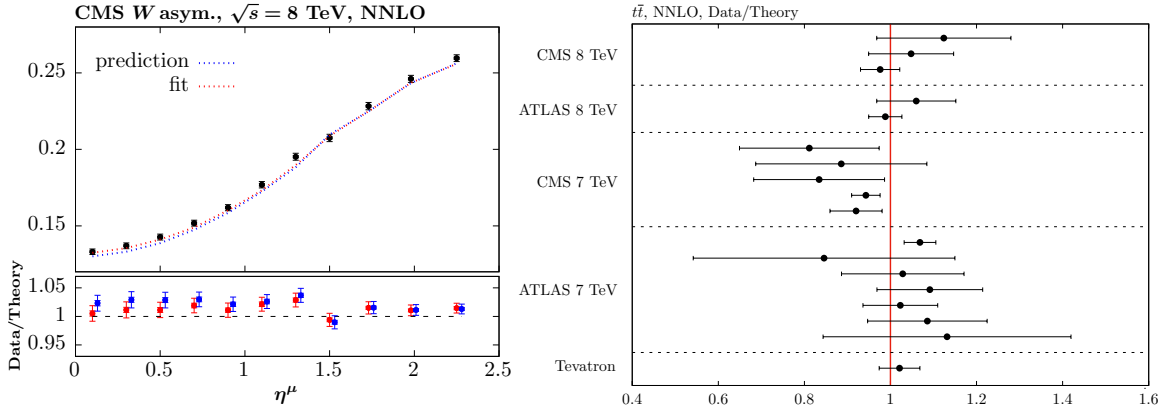 CMS W asym., √s = 8 TeV, NNLO
prediction
fit
0.25
0.2
0.15
1.05
1
0.95
Data/Theory
0
0.5
1
1.5
2
2.5
η^μ
tt̄, NNLO, Data/Theory
CMS 8 TeV
ATLAS 8 TeV
CMS 7 TeV
ATLAS 7 TeV
Tevatron
0.4
0.6
0.8
1
1.2
1.4
1.6